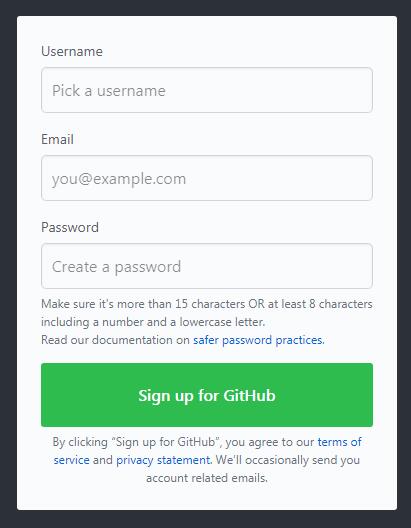 Username
Pick a username
Email
you@example.com
Password
Create a password
Make sure it's more than 15 characters OR at least 8 characters
including a number and a lowercase letter.
Read our documentation on safer password practices.
Sign up for GitHub
By clicking “Sign up for GitHub”, you agree to our terms of
service and privacy statement. We’ll occasionally send you
account related emails.